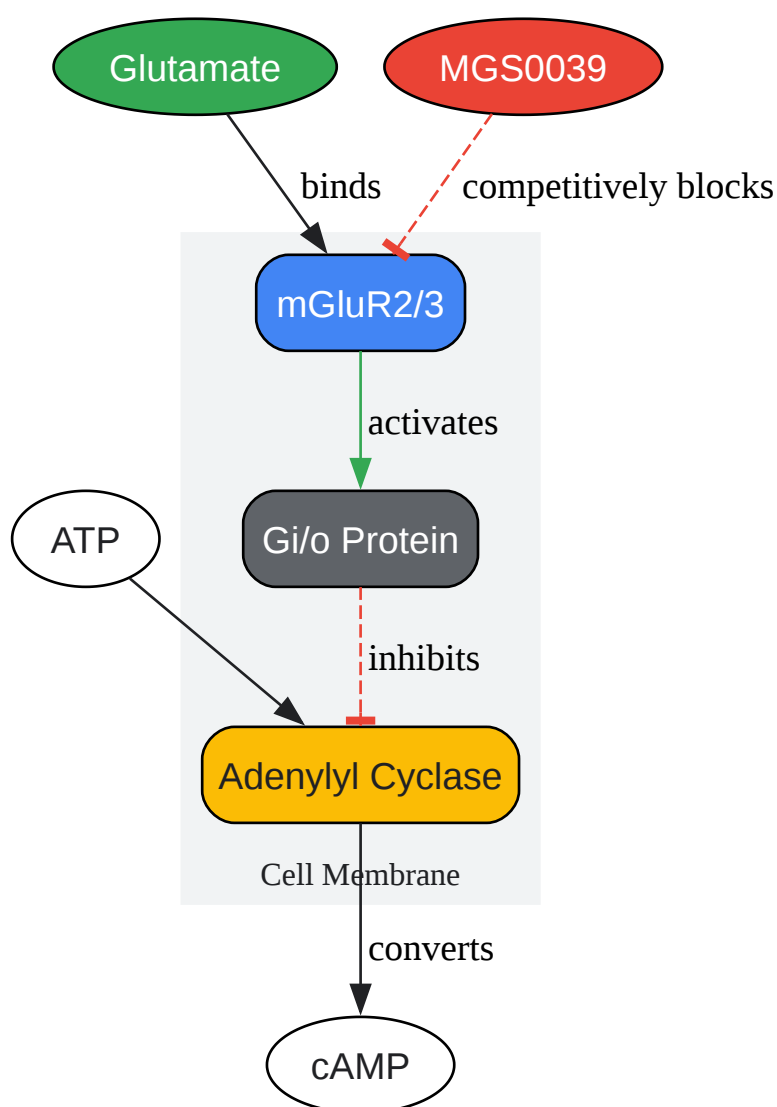 Glutamate
MGS0039
binds
competitively blocks
mGluR2/3
activates
ATP
Gi/o Protein
inhibits
Adenylyl Cyclase
Cell Membrane
converts
cAMP